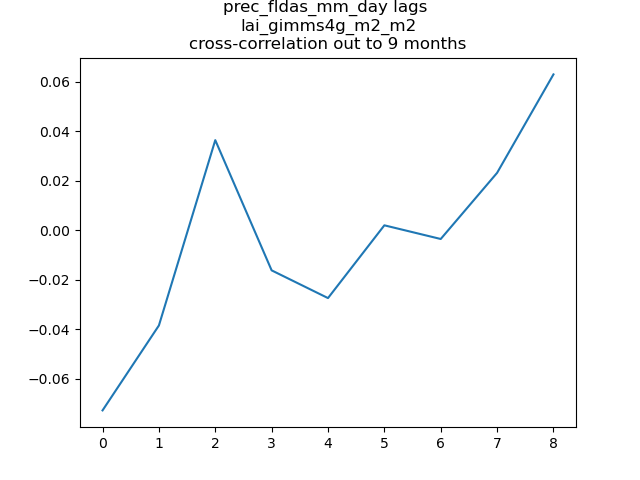 prec_fldas_mm_day lags
lai_gimms4g_m2_m2
cross-correlation out to 9 months
0.06
0.04
0.02
0.00
−0.02
−0.04
−0.06
0 1 2 3 4 5 6 7 8